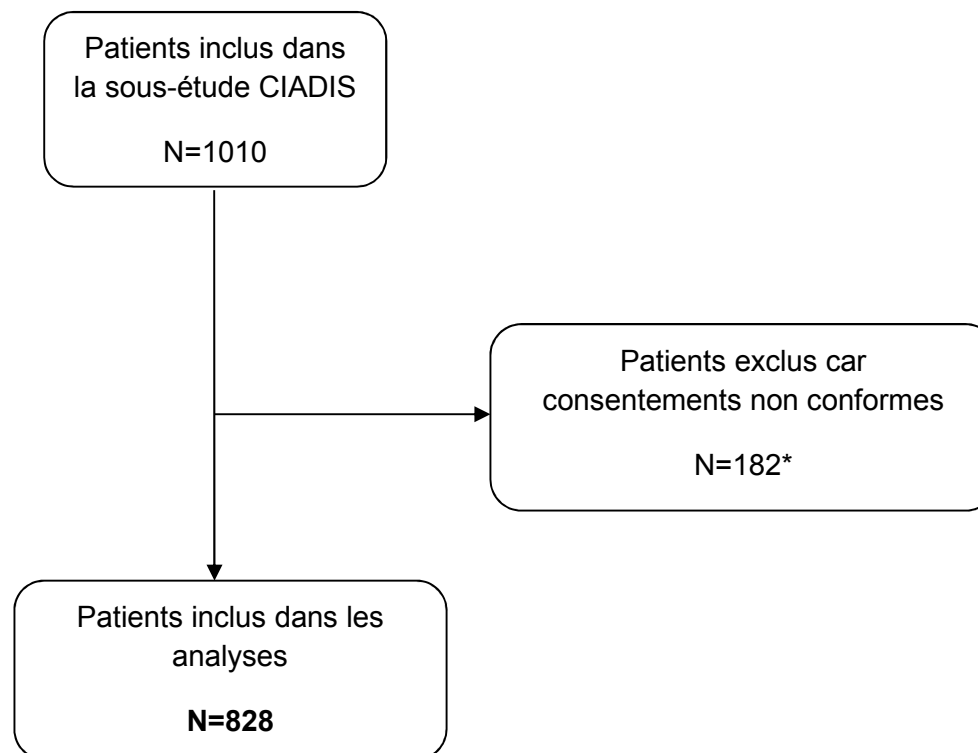 Patients inclus dans
la sous-étude CIADIS
N=1010
Patients exclus car
consentements non conformes
N=182*
Patients inclus dans les
analyses
N=828